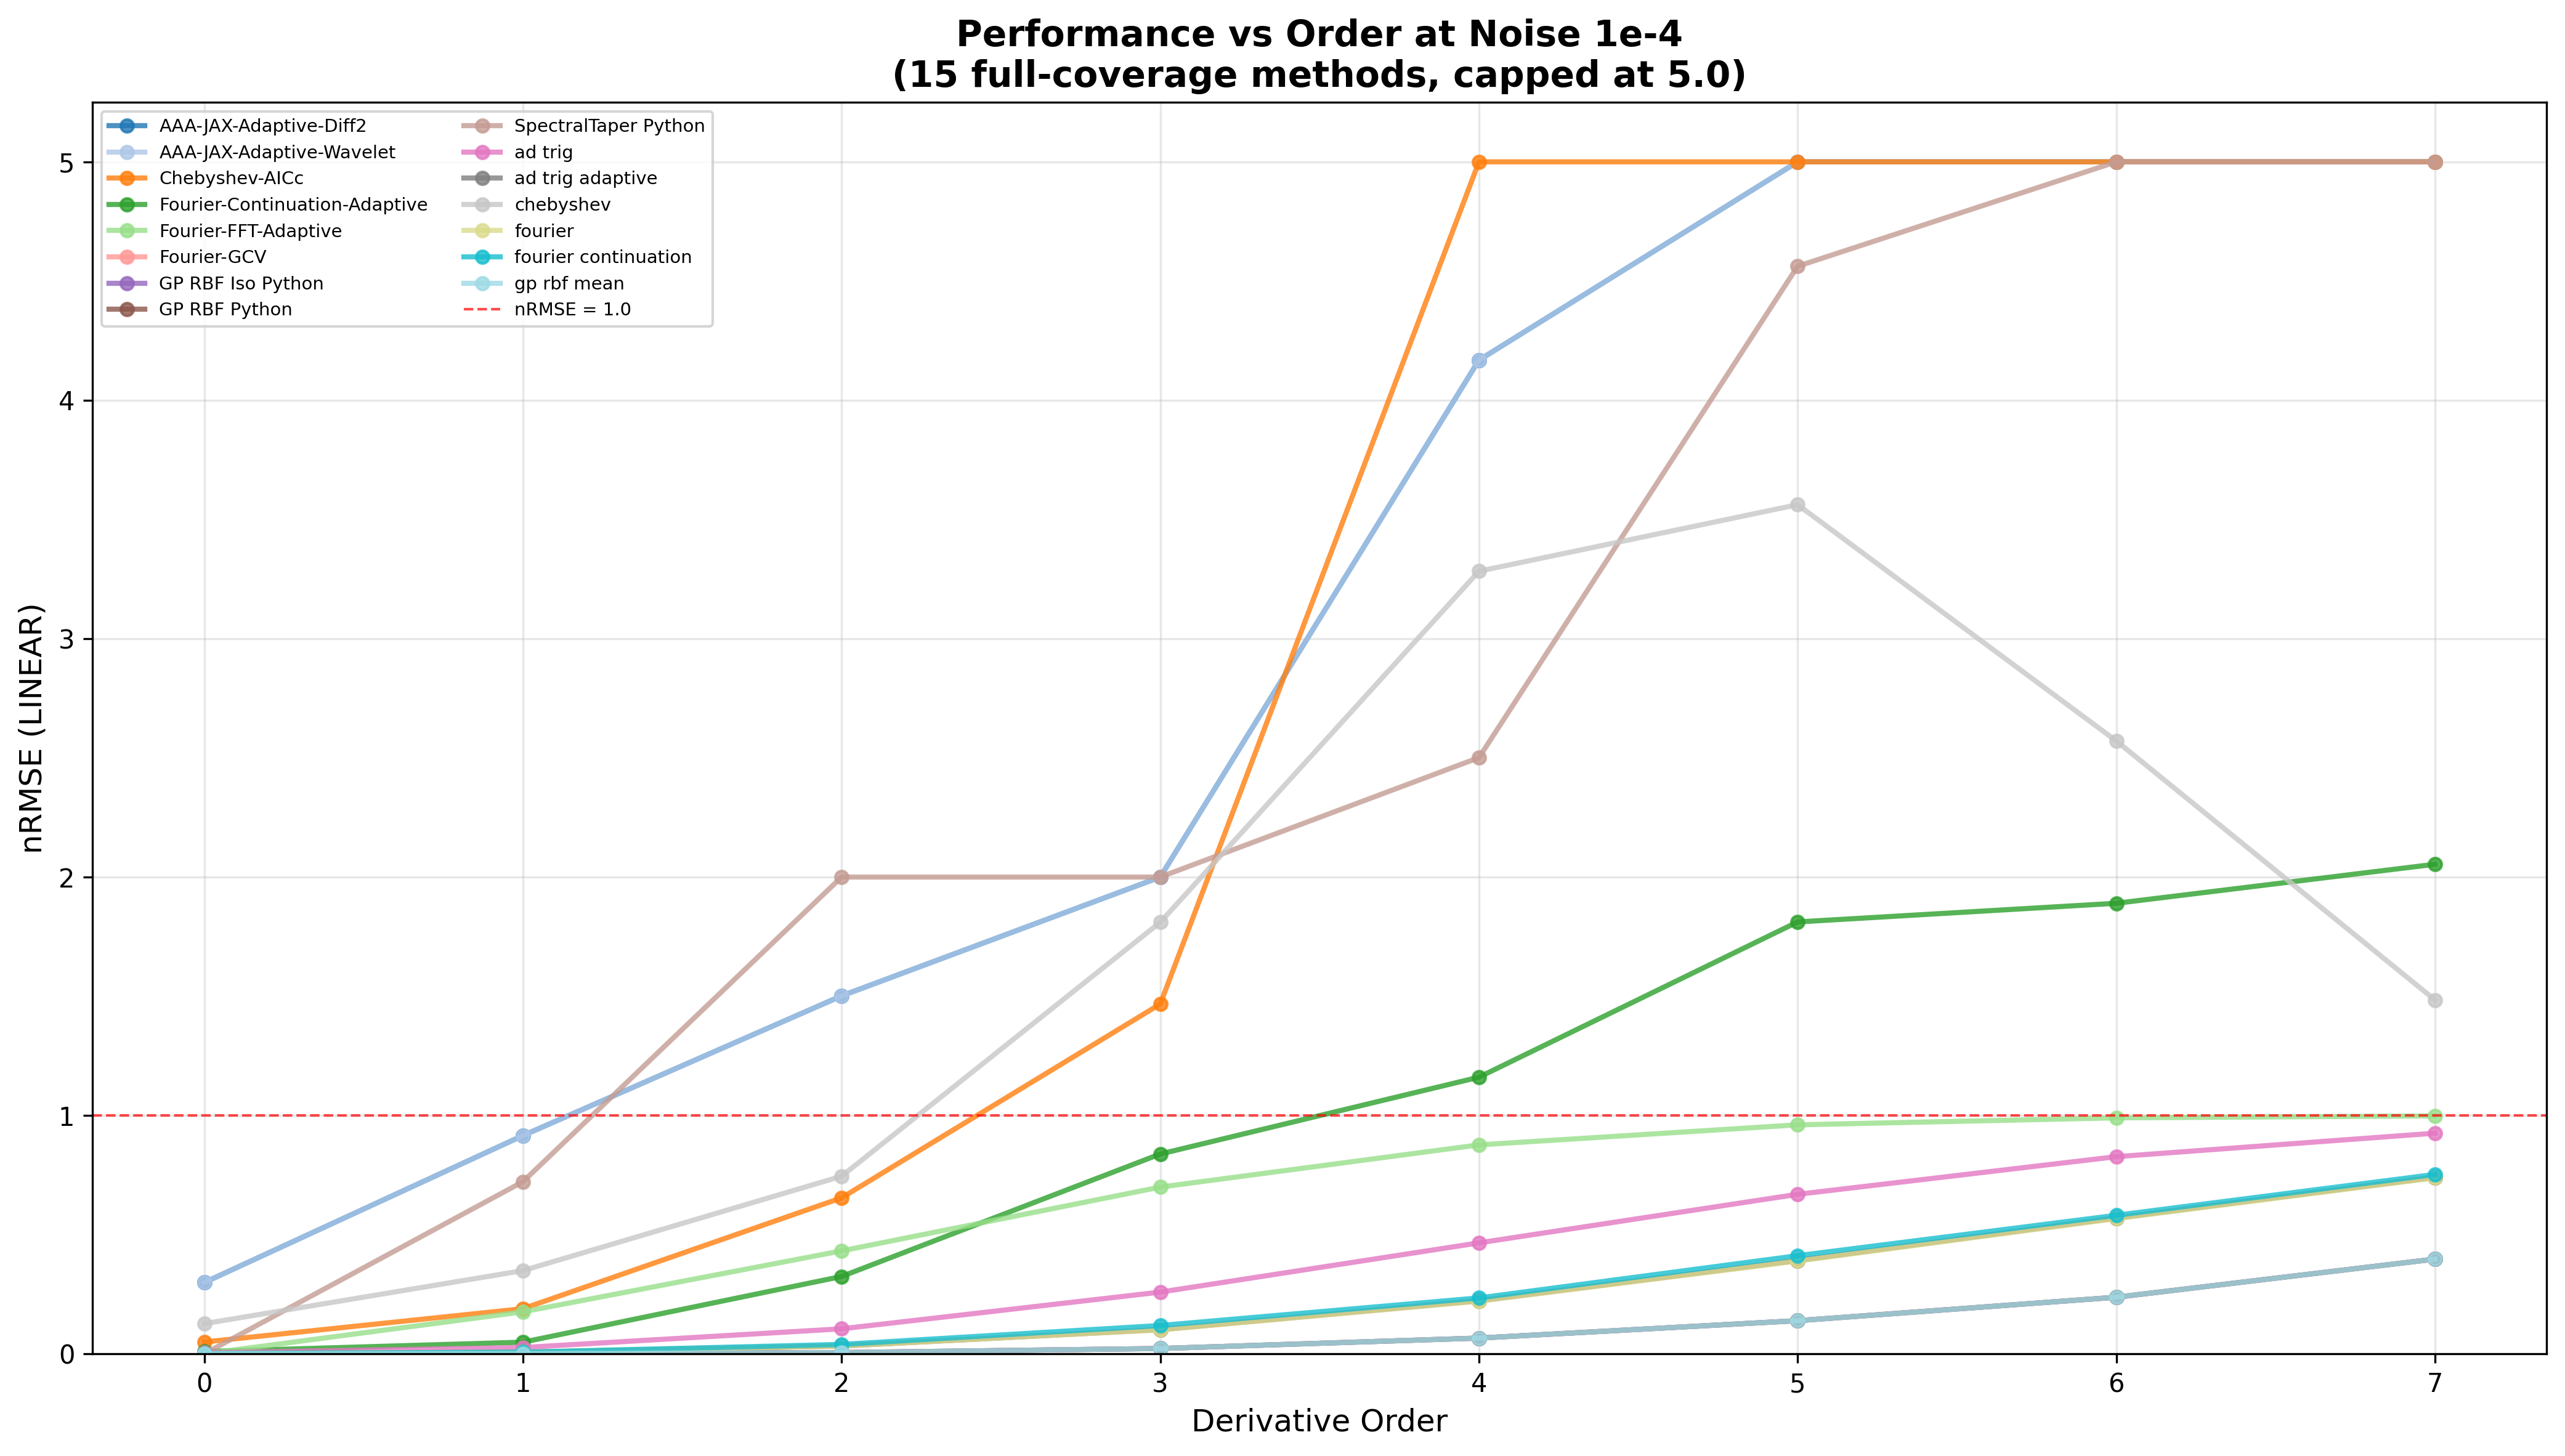 Performance vs Order at Noise 1e-4
(15 full-coverage methods, capped at 5.0)
AAA-JAX-Adaptive-Diff2
AAA-JAX-Adaptive-Wavelet
Chebyshev-AICc
Fourier-Continuation-Adaptive
Fourier-FFT-Adaptive
Fourier-GCV
GP RBF Iso Python
GP RBF Python
SpectralTaper Python
ad trig
ad trig adaptive
chebyshev
fourier
fourier continuation
gp rbf mean
nRMSE = 1.0
nRMSE (LINEAR)
5
4
3
2
1
0
0 1 2 3 4 5 6 7
Derivative Order